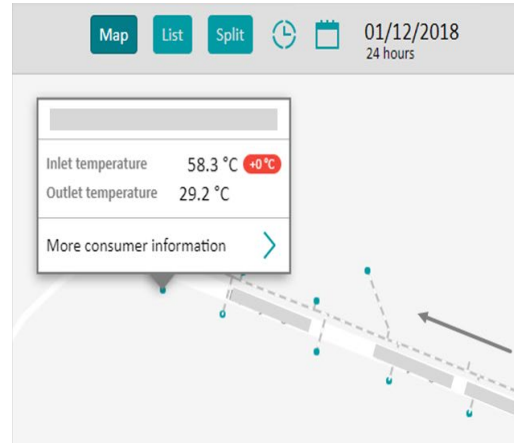 Map List Split 01/12/2018
24 hours
Inlet temperature 58.3 °C +0 °C
Outlet temperature 29.2 °C
More consumer information